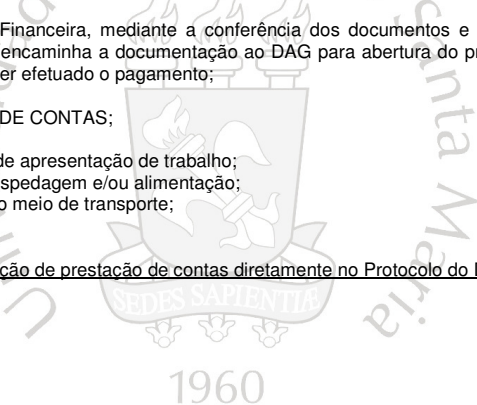 Financeira, mediante a conferência dos documentos e
encaminha a documentação ao DAG para abertura do
er efetuado o pagamento;
DE CONTAS;
de apresentação de trabalho;
spedagem e/ou alimentação;
o meio de transporte;
ção de prestação de contas diretamente no Protocolo do
SEDES SAPIENTIÆ
Santa Maria
1960